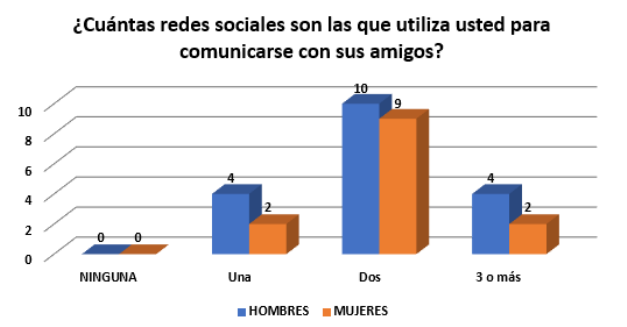 ¿Cuántas redes sociales son las que utiliza usted para
comunicarse con sus amigos?
10
8
6
4
2
0
0 0
4 2
10 9
4 2
NINGUNA Una Dos 3 o más
HOMBRES MUJERES